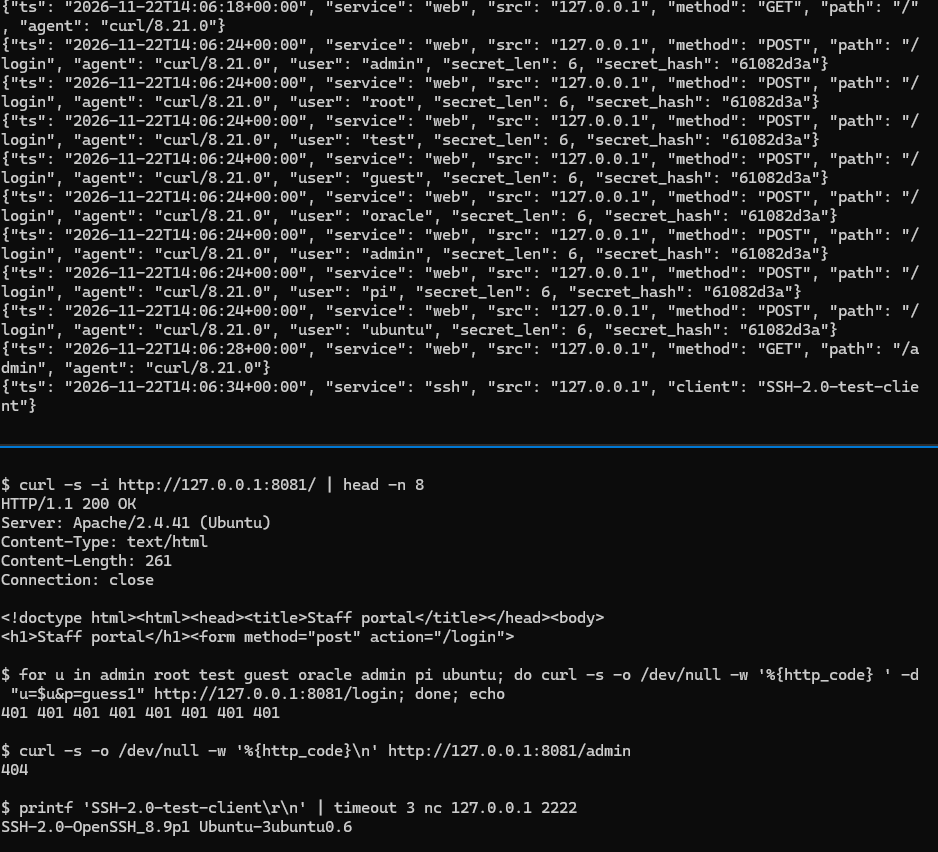 {"ts": "2026-11-22T14:06:18+00:00", "service": "web", "src": "127.0.0.1", "method": "GET", "path": "/"
, "agent": "curl/8.21.0"}
{"ts": "2026-11-22T14:06:24+00:00", "service": "web", "src": "127.0.0.1", "method": "POST", "path": "/
login", "agent": "curl/8.21.0", "user": "admin", "secret_len": 6, "secret_hash": "61082d3a"}
{"ts": "2026-11-22T14:06:24+00:00", "service": "web", "src": "127.0.0.1", "method": "POST", "path": "/
login", "agent": "curl/8.21.0", "user": "root", "secret_len": 6, "secret_hash": "61082d3a"}
{"ts": "2026-11-22T14:06:24+00:00", "service": "web", "src": "127.0.0.1", "method": "POST", "path": "/
login", "agent": "curl/8.21.0", "user": "test", "secret_len": 6, "secret_hash": "61082d3a"}
{"ts": "2026-11-22T14:06:24+00:00", "service": "web", "src": "127.0.0.1", "method": "POST", "path": "/
login", "agent": "curl/8.21.0", "user": "guest", "secret_len": 6, "secret_hash": "61082d3a"}
{"ts": "2026-11-22T14:06:24+00:00", "service": "web", "src": "127.0.0.1", "method": "POST", "path": "/
login", "agent": "curl/8.21.0", "user": "oracle", "secret_len": 6, "secret_hash": "61082d3a"}
{"ts": "2026-11-22T14:06:24+00:00", "service": "web", "src": "127.0.0.1", "method": "POST", "path": "/
login", "agent": "curl/8.21.0", "user": "admin", "secret_len": 6, "secret_hash": "61082d3a"}
{"ts": "2026-11-22T14:06:24+00:00", "service": "web", "src": "127.0.0.1", "method": "POST", "path": "/
login", "agent": "curl/8.21.0", "user": "pi", "secret_len": 6, "secret_hash": "61082d3a"}
{"ts": "2026-11-22T14:06:24+00:00", "service": "web", "src": "127.0.0.1", "method": "POST", "path": "/
login", "agent": "curl/8.21.0", "user": "ubuntu", "secret_len": 6, "secret_hash": "61082d3a"}
{"ts": "2026-11-22T14:06:28+00:00", "service": "web", "src": "127.0.0.1", "method": "GET", "path": "/a
dmin", "agent": "curl/8.21.0"}
{"ts": "2026-11-22T14:06:34+00:00", "service": "ssh", "src": "127.0.0.1", "client": "SSH-2.0-test-clie
nt"}
$ curl -s -i http://127.0.0.1:8081/ | head -n 8
HTTP/1.1 200 OK
Server: Apache/2.4.41 (Ubuntu)
Content-Type: text/html
Content-Length: 261
Connection: close
<!doctype html><html><head><title>Staff portal</title></head><body>
<h1>Staff portal</h1><form method="post" action="/login">
$ for u in admin root test guest oracle admin pi ubuntu; do curl -s -o /dev/null -w '%{http_code} ' -d
"u=$u&p=guess1" http://127.0.0.1:8081/login; done; echo
401 401 401 401 401 401 401 401
$ curl -s -o /dev/null -w '%{http_code}\n' http://127.0.0.1:8081/admin
404
$ printf 'SSH-2.0-test-client\r\n' | timeout 3 nc 127.0.0.1 2222
SSH-2.0-OpenSSH_8.9p1 Ubuntu-3ubuntu0.6